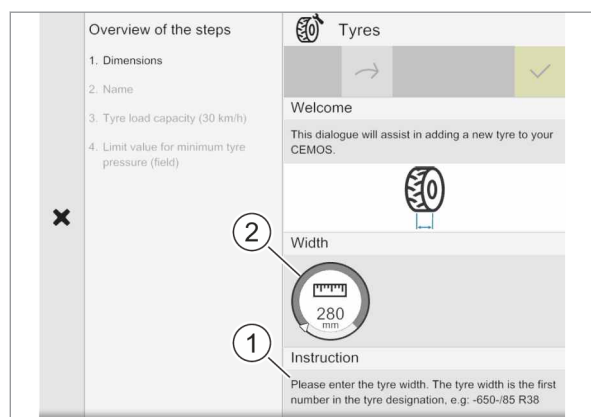 Overview of the steps
1. Dimensions
2. Name
3. Tyre load capacity (30 km/h)
4. Limit value for minimum tyre
pressure (field)
Tyres
Welcome
This dialogue will assist in adding a new tyre to your
CEMOS.
2
Width
280
mm
1
Instruction
Please enter the tyre width. The tyre width is the first
number in the tyre designation, e.g: -650-/85 R38